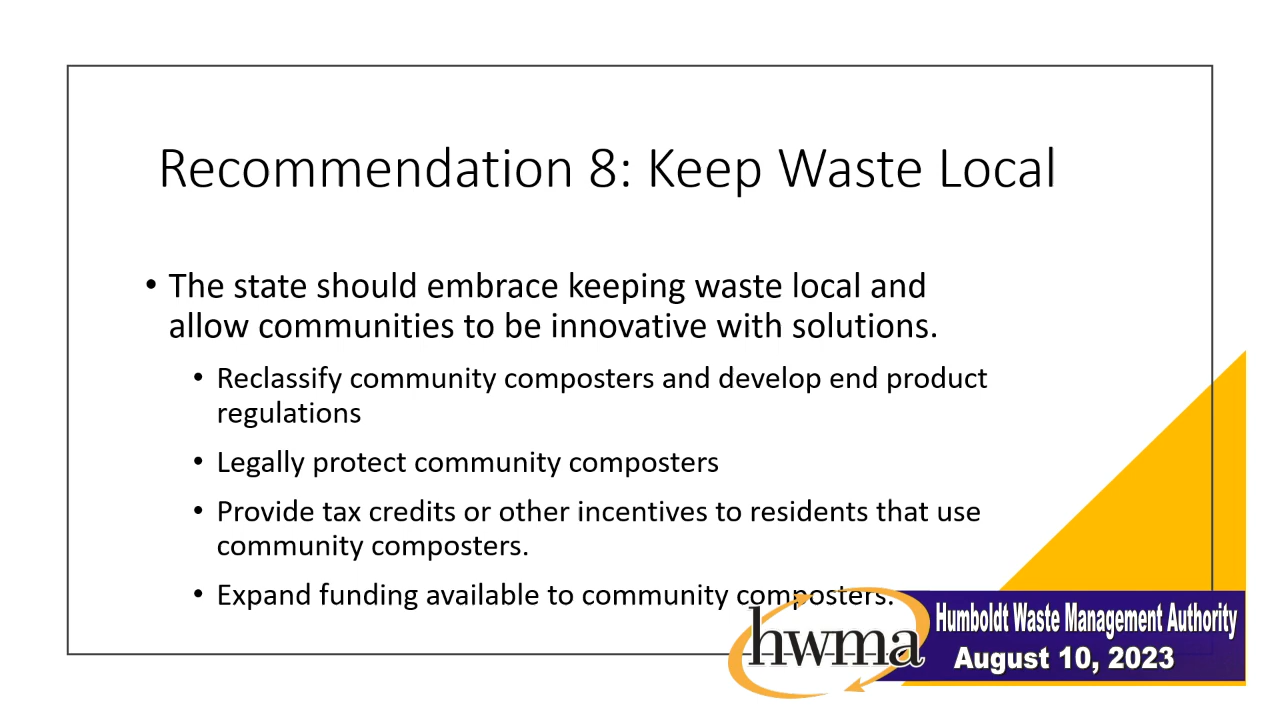 Recommendation 8: Keep Waste Local
• The state should embrace keeping waste local and
allow communities to be innovative with solutions.
• Reclassify community composters and develop end product
regulations
• Legally protect community composters
• Provide tax credits or other incentives to residents that use
community composters.
• Expand funding available to community composters.
hwma
Humboldt Waste Management Authority
August 10, 2023